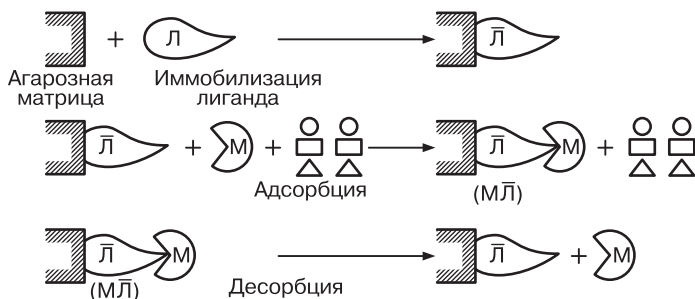 + Л Л̅
Агарозная Иммобилизация
матрица лиганда
Л̅ + М + Л̅ М +
Адсорбция
(МЛ̅)
Л̅ М Л̅ + М
(МЛ̅) Десорбция